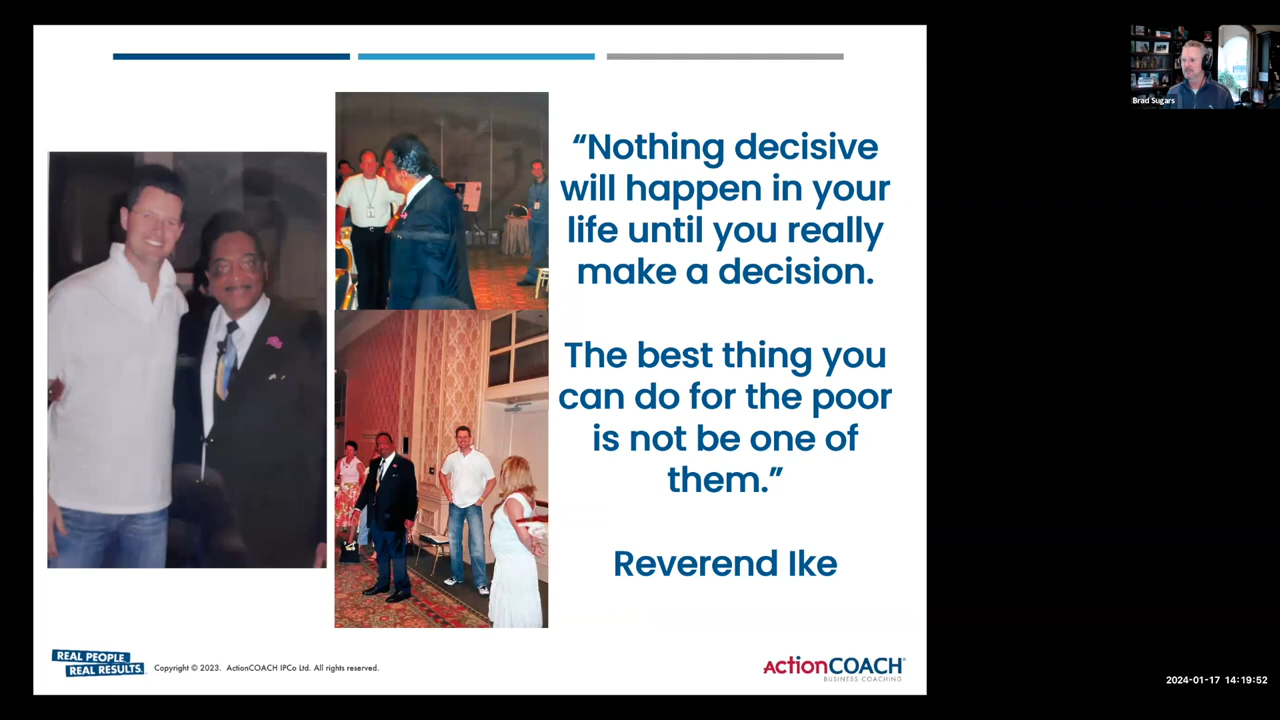 “Nothing decisive
will happen in your
life until you really
make a decision.
The best thing you
can do for the poor
is not be one of
them.”
Reverend Ike
Brad Sugars
REAL PEOPLE.
REAL RESULTS.
Copyright © 2023. ActionCOACH IPCo Ltd. All rights reserved.
ActionCOACH®
BUSINESS COACHING
2024-01-17 14:19:52